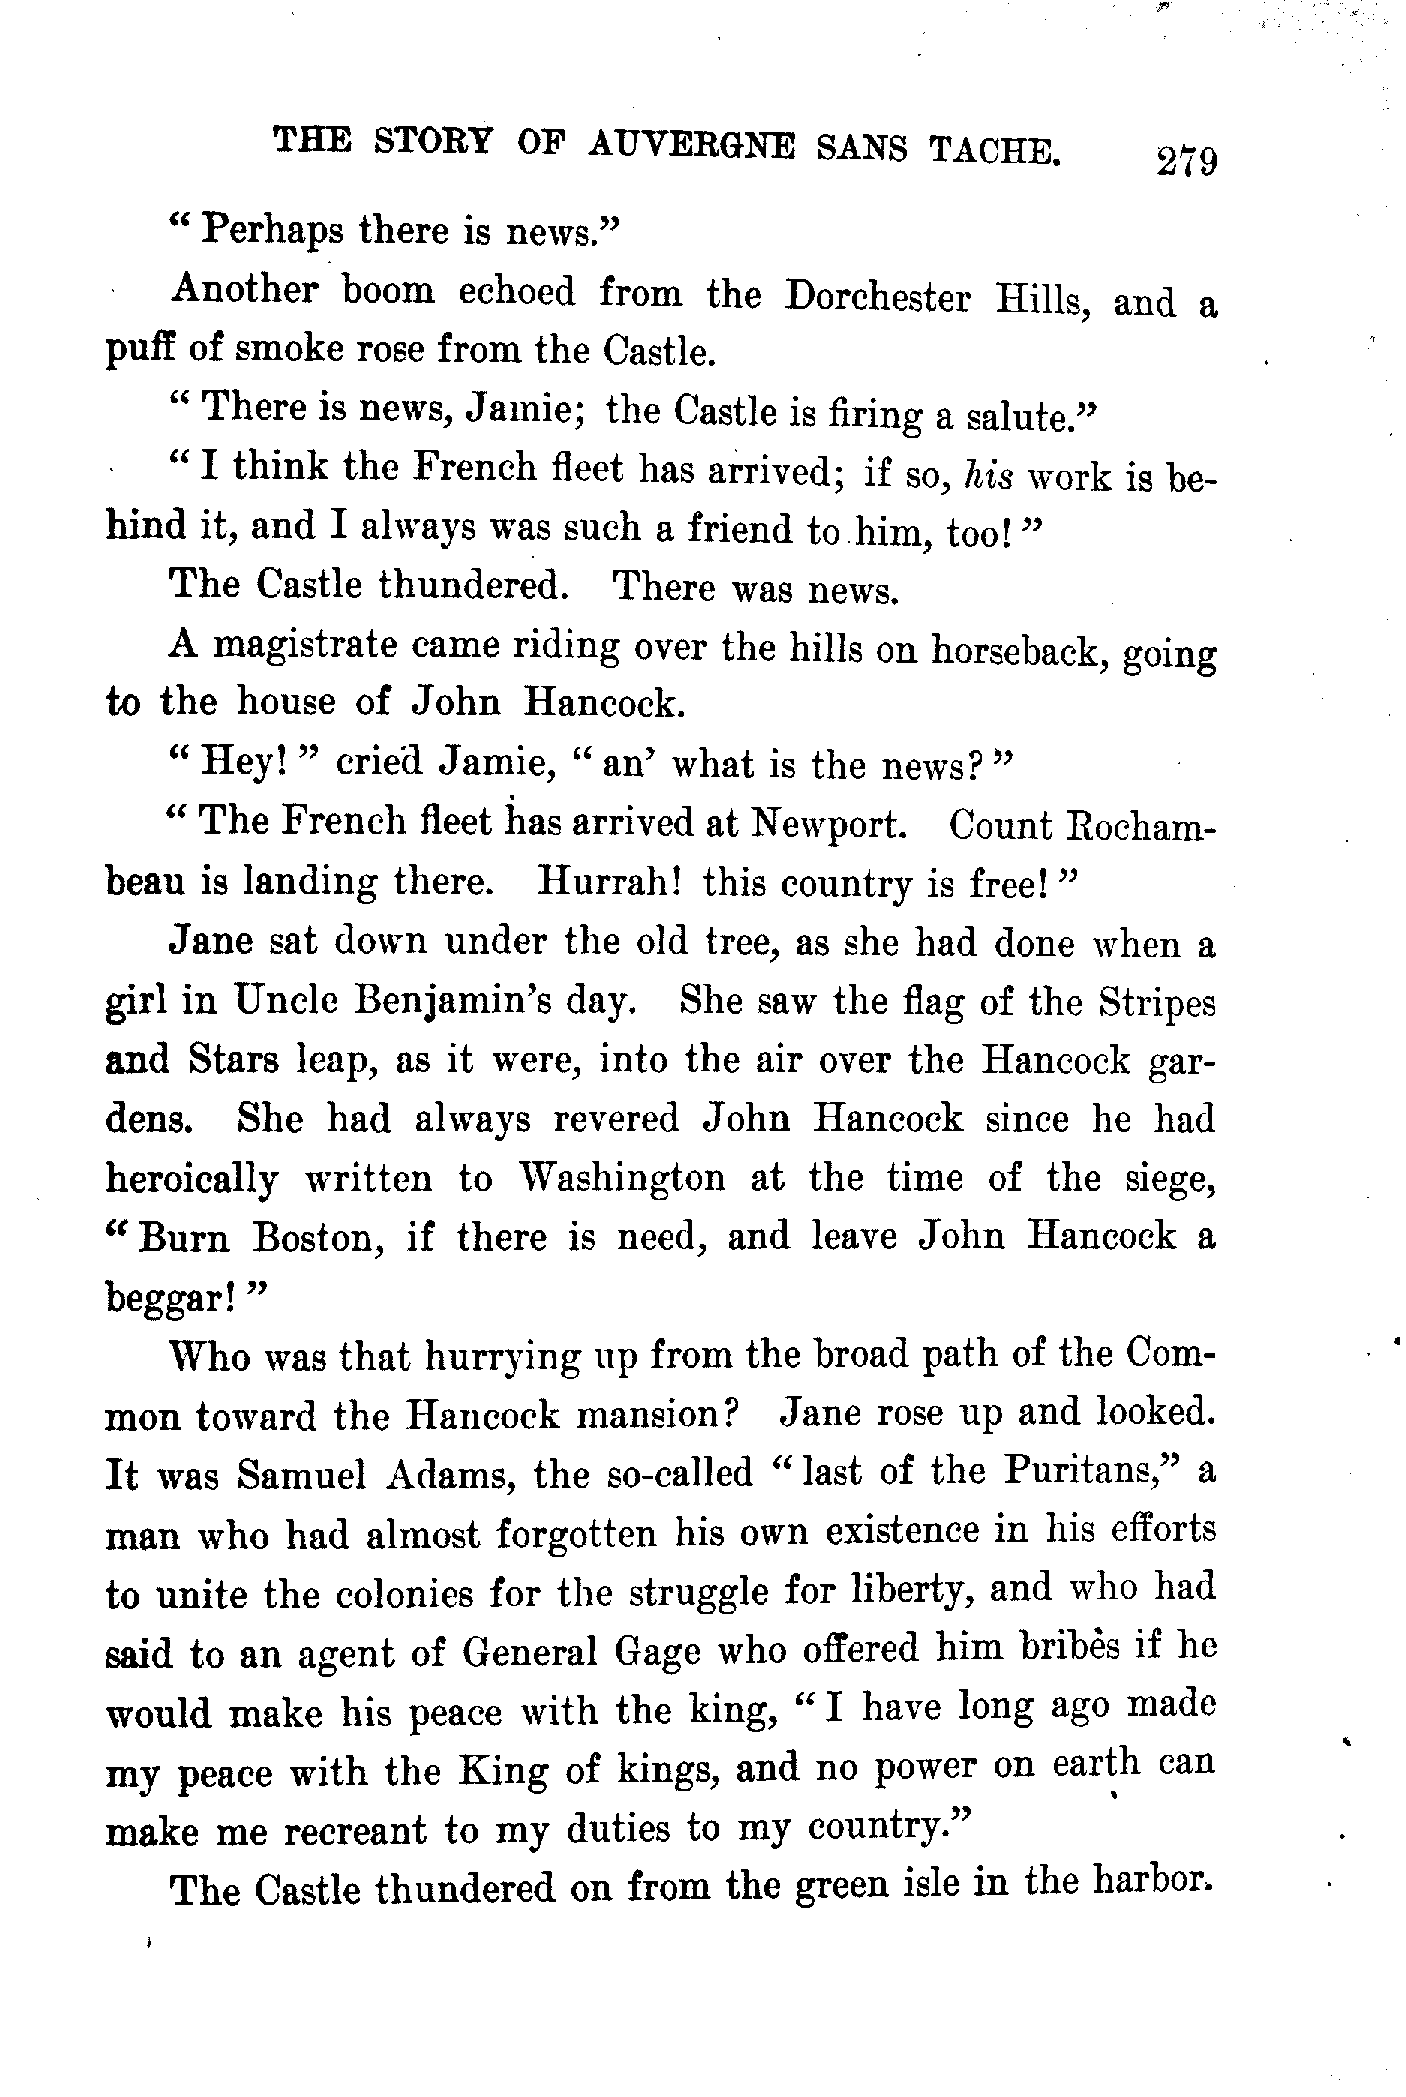 THE STORY OF AUVERGNE SANS TACHE. 279
“Perhaps there is news.”
Another boom echoed from the Dorchester Hills, and a
puff of smoke rose from the Castle.
“There is news, Jamie; the Castle is firing a salute.”
“I think the French fleet has arrived; if so, his work is be-
hind it, and I always was such a friend to him, too!”
The Castle thundered. There was news.
A magistrate came riding over the hills on horseback, going
to the house of John Hancock.
“Hey!” cried Jamie, “an’ what is the news?”
“The French fleet has arrived at Newport. Count Rocham-
beau is landing there. Hurrah! this country is free!”
Jane sat down under the old tree, as she had done when a
girl in Uncle Benjamin’s day. She saw the flag of the Stripes
and Stars leap, as it were, into the air over the Hancock gar-
dens. She had always revered John Hancock since he had
heroically written to Washington at the time of the siege,
“Burn Boston, if there is need, and leave John Hancock a
beggar!”
Who was that hurrying up from the broad path of the Com-
mon toward the Hancock mansion? Jane rose up and looked.
It was Samuel Adams, the so-called “last of the Puritans,” a
man who had almost forgotten his own existence in his efforts
to unite the colonies for the struggle for liberty, and who had
said to an agent of General Gage who offered him bribes if he
would make his peace with the king, “I have long ago made
my peace with the King of kings, and no power on earth can
make me recreant to my duties to my country.”
The Castle thundered on from the green isle in the harbor.